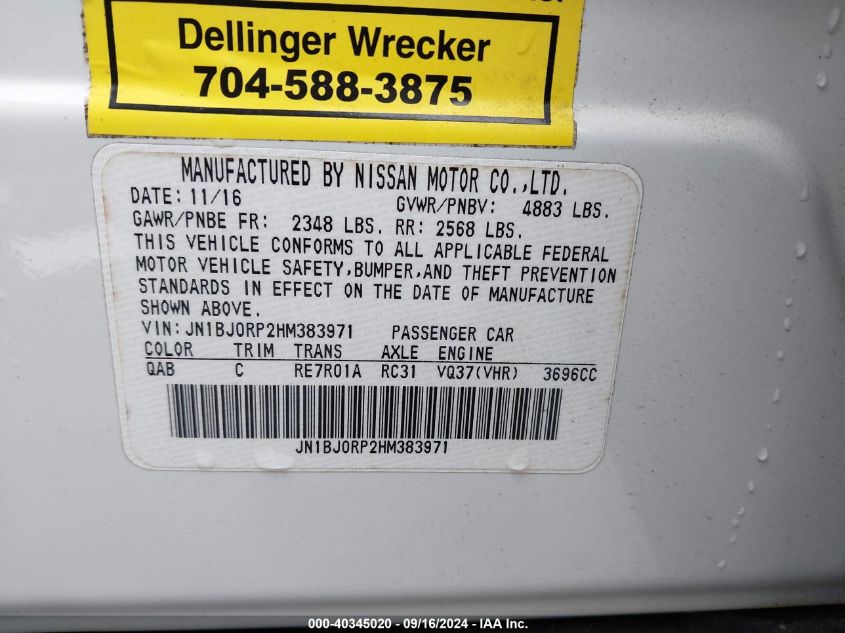 Dellinger Wrecker
704-588-3875
MANUFACTURED BY NISSAN MOTOR CO.,LTD.
DATE: 11/16 GVWR/PNBV: 4883 LBS.
GAWR/PNBE FR: 2348 LBS. RR: 2568 LBS.
THIS VEHICLE CONFORMS TO ALL APPLICABLE FEDERAL
MOTOR VEHICLE SAFETY,BUMPER,AND THEFT PREVENTION
STANDARDS IN EFFECT ON THE DATE OF MANUFACTURE
SHOWN ABOVE.
VIN:JN1BJ0RP2HM383971 PASSENGER CAR
COLOR TRIM TRANS AXLE ENGINE
QAB C RE7R01A RC31 VQ37(VHR) 3696CC
JN1BJ0RP2HM383971
000-40345020 - 09/16/2024 - IAA Inc.